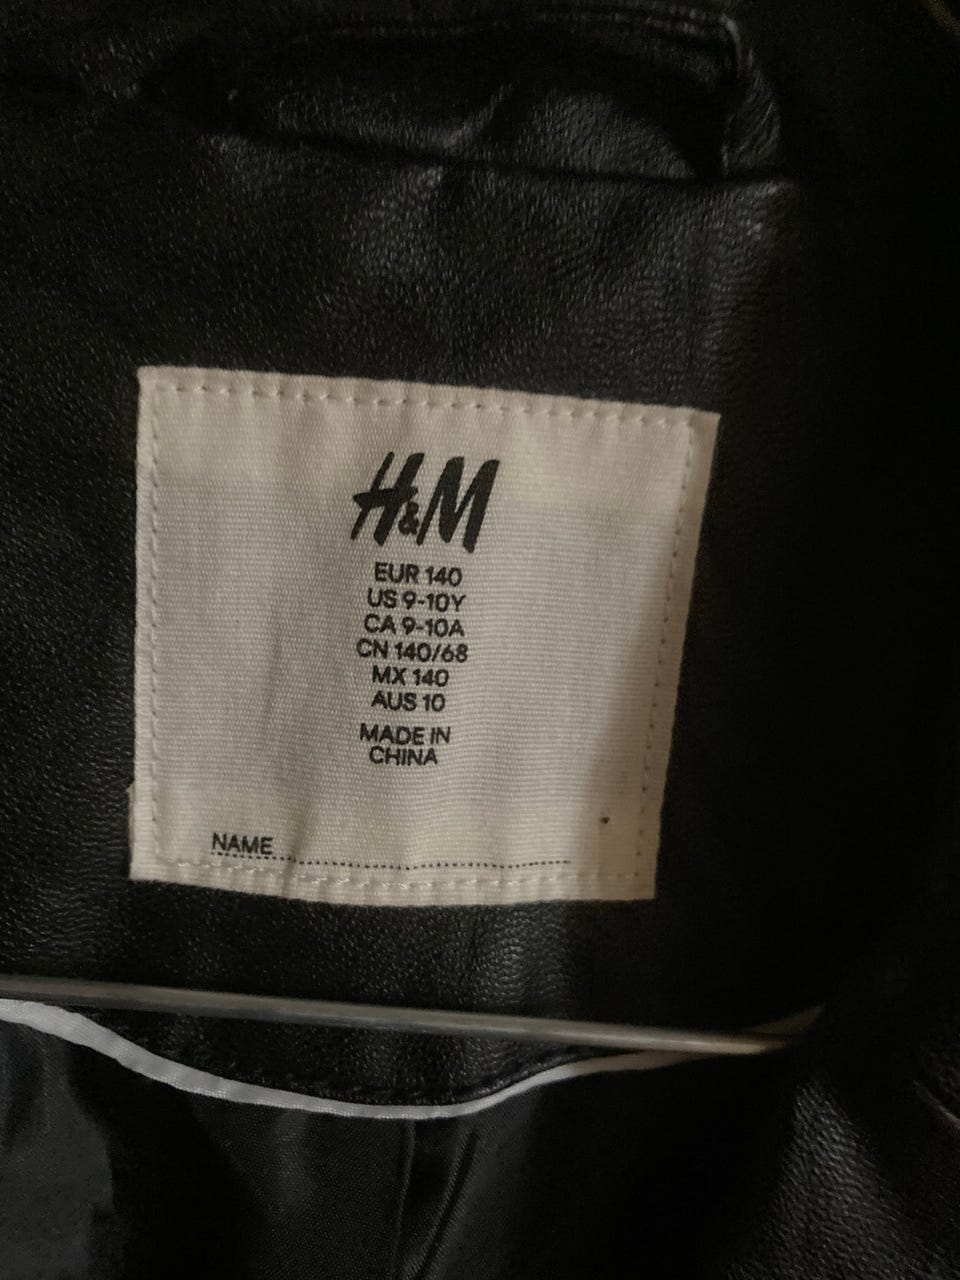 H&M
EUR 140
US 9-10Y
CA 9-10A
CN 140/68
MX 140
AUS 10
MADE IN
CHINA
NAME